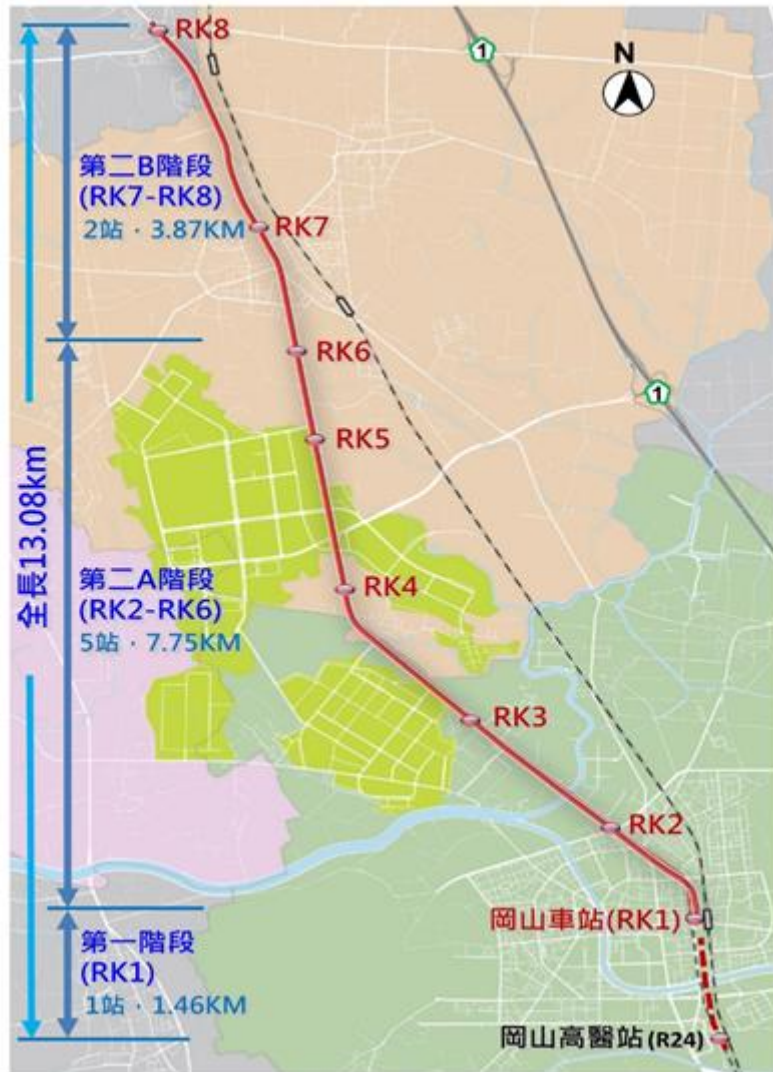 RK8
1
N
第二B階段
(RK7-RK8)
2站·3.87KM
RK7
RK6
1
RK5
全長13.08km
第二A階段
(RK2-RK6)
5站·7.75KM
RK4
RK3
RK2
岡山車站(RK1)
第一階段
(RK1)
1站·1.46KM
岡山高醫站(R24)